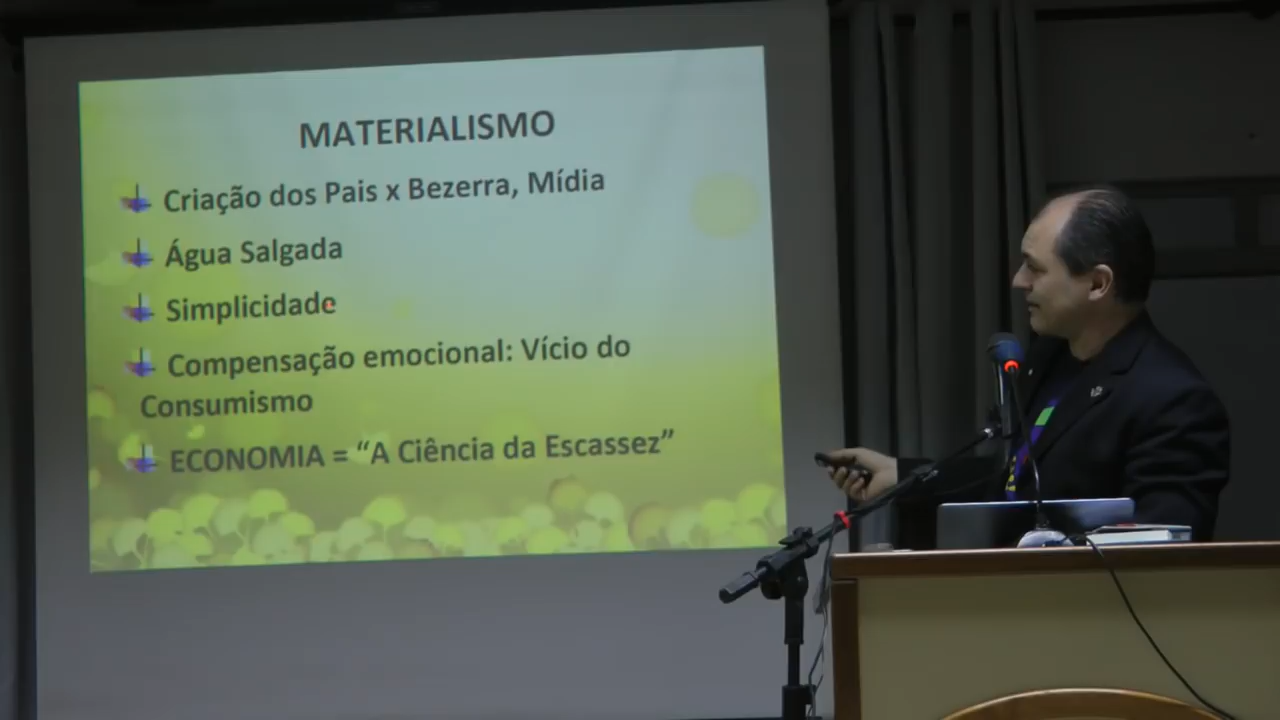 MATERIALISMO
Criação dos Pais x Bezerra, Mídia
Água Salgada
Simplicidade
Compensação emocional: Vício do
Consumismo
ECONOMIA = “A Ciência da Escassez”